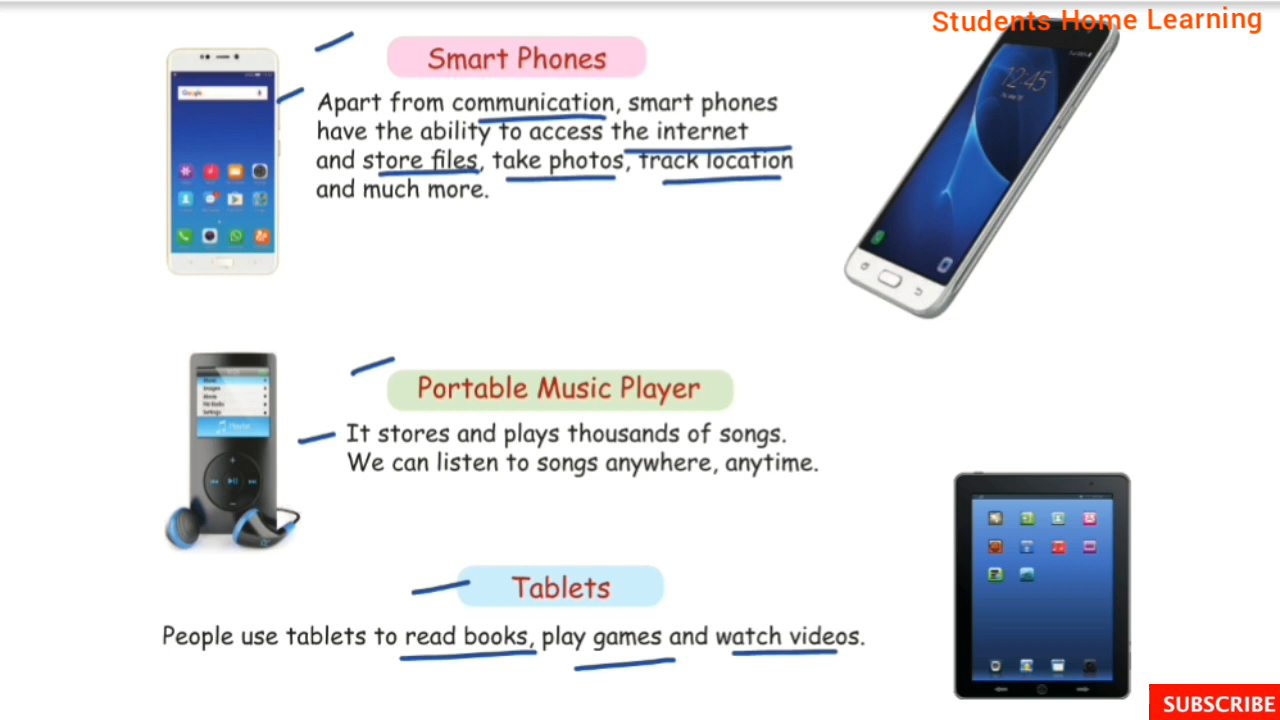 Students Home Learning
Smart Phones
Google
12:45
Apart from communication, smart phones
have the ability to access the internet
and store files, take photos, track location
and much more.
Portable Music Player
Images
Settings
It stores and plays thousands of songs.
We can listen to songs anywhere, anytime.
Tablets
People use tablets to read books, play games and watch videos.
SUBSCRIBE